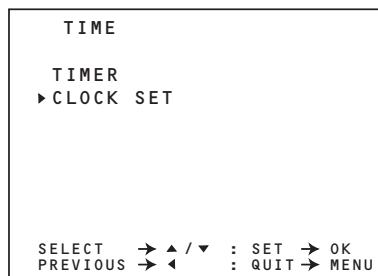 TIME
TIMER
▶CLOCK SET
SELECT → ▲/▼ : SET → OK
PREVIOUS → ◀ : QUIT → MENU